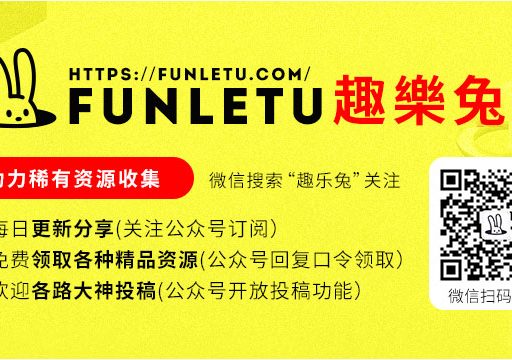 HTTPS://FUNLETU.COM/
FUNLETU 趣樂兔
力稀有资源收集
微信搜索“趣乐兔”关注
每日更新分享(关注公众号订阅)
免费领取各种精品资源(公众号回复口令领取)
欢迎各路大神投稿(公众号开放投稿功能)
微信扫码